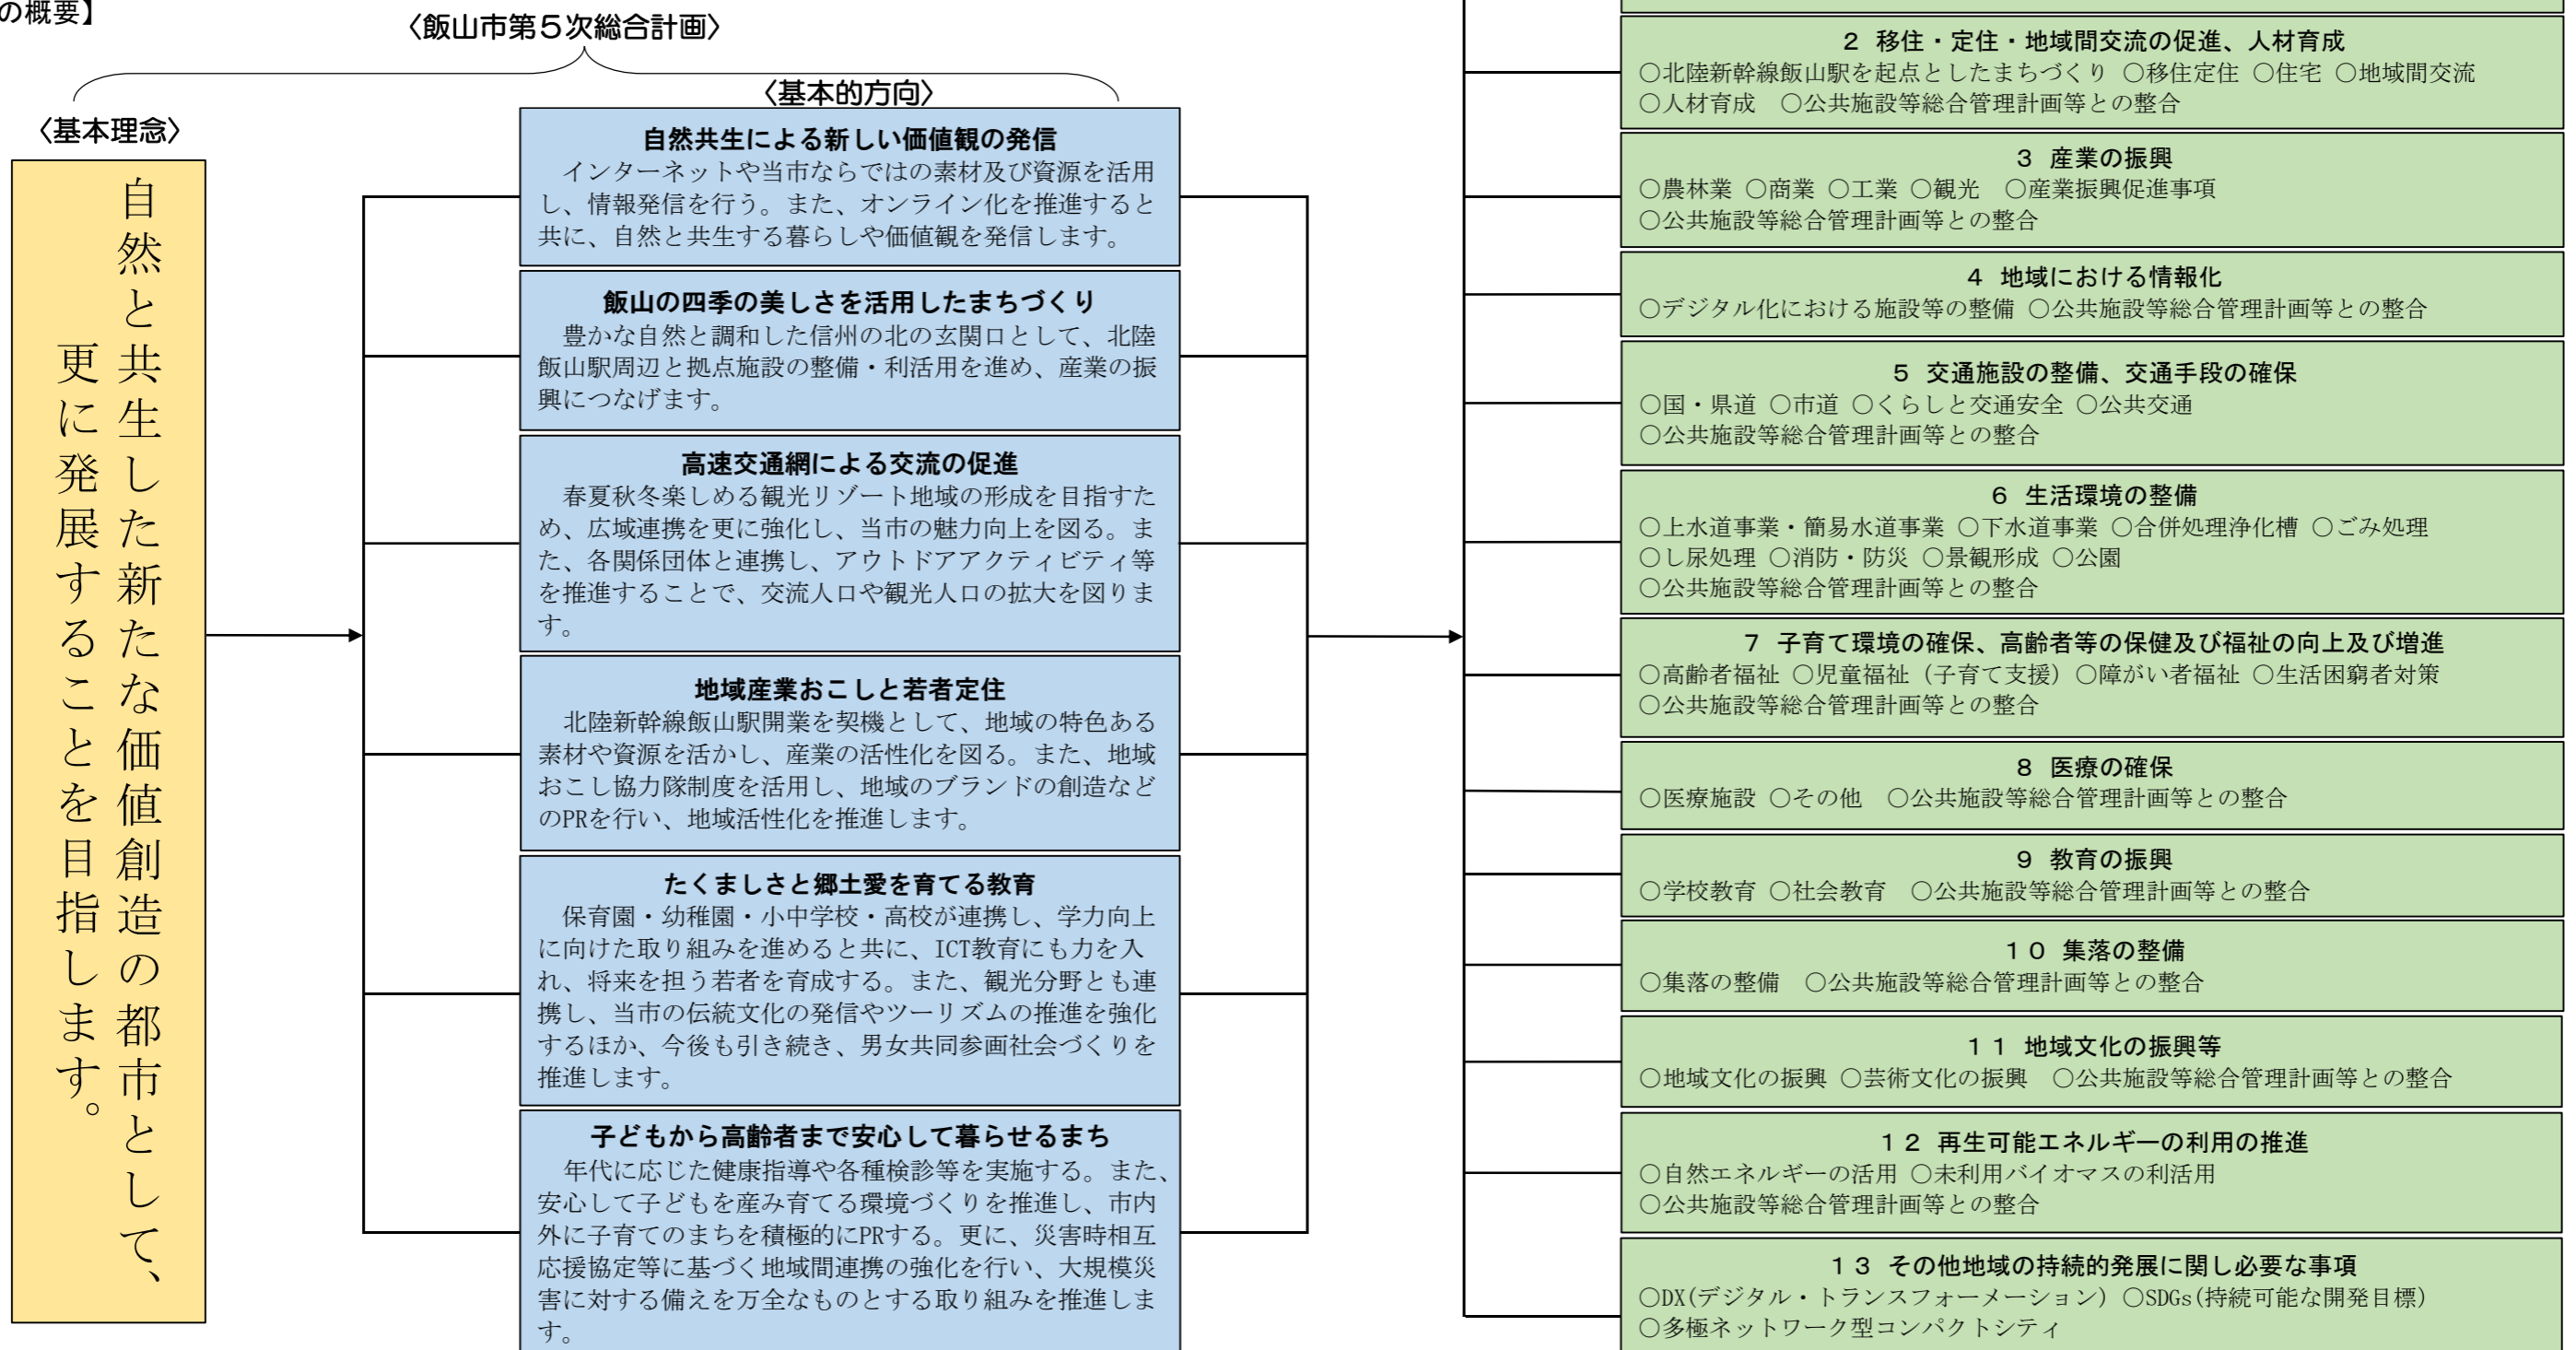 の概要】
〈飯山市第５次総合計画〉
〈基本理念〉
自然と共生した新たな価値創造の都市として、
更に発展することを目指します。
〈基本的方向〉
自然共生による新しい価値観の発信
インターネットや当市ならではの素材及び資源を活用
し、情報発信を行う。また、オンライン化を推進すると
共に、自然と共生する暮らしや価値観を発信します。
飯山の四季の美しさを活用したまちづくり
豊かな自然と調和した信州の北の玄関口として、北陸
飯山駅周辺と拠点施設の整備・利活用を進め、産業の振
興につなげます。
高速交通網による交流の促進
春夏秋冬楽しめる観光リゾート地域の形成を目指すた
め、広域連携を更に強化し、当市の魅力向上を図る。ま
た、各関係団体と連携し、アウトドアアクティビティ等
を推進することで、交流人口や観光人口の拡大を図りま
す。
地域産業おこしと若者定住
北陸新幹線飯山駅開業を契機として、地域の特色ある
素材や資源を活かし、産業の活性化を図る。また、地域
おこし協力隊制度を活用し、地域のブランドの創造など
のPRを行い、地域活性化を推進します。
たくましさと郷土愛を育てる教育
保育園・幼稚園・小中学校・高校が連携し、学力向上
に向けた取り組みを進めると共に、ICT教育にも力を入
れ、将来を担う若者を育成する。また、観光分野とも連
携し、当市の伝統文化の発信やツーリズムの推進を強化
するほか、今後も引き続き、男女共同参画社会づくりを
推進します。
子どもから高齢者まで安心して暮らせるまち
年代に応じた健康指導や各種検診等を実施する。また、
安心して子どもを産み育てる環境づくりを推進し、市内
外に子育てのまちを積極的にPRする。更に、災害時相互
応援協定等に基づく地域間連携の強化を行い、大規模災
害に対する備えを万全なものとする取り組みを推進しま
す。
２ 移住・定住・地域間交流の促進、人材育成
○北陸新幹線飯山駅を起点としたまちづくり ○移住定住 ○住宅 ○地域間交流
○人材育成　○公共施設等総合管理計画等との整合
３ 産業の振興
○農林業 ○商業 ○工業 ○観光　○産業振興促進事項
○公共施設等総合管理計画等との整合
４ 地域における情報化
○デジタル化における施設等の整備 ○公共施設等総合管理計画等との整合
５ 交通施設の整備、交通手段の確保
○国・県道 ○市道 ○くらしと交通安全 ○公共交通
○公共施設等総合管理計画等との整合
６ 生活環境の整備
○上水道事業・簡易水道事業 ○下水道事業 ○合併処理浄化槽 ○ごみ処理
○し尿処理 ○消防・防災 ○景観形成 ○公園
○公共施設等総合管理計画等との整合
７ 子育て環境の確保、高齢者等の保健及び福祉の向上及び増進
○高齢者福祉 ○児童福祉（子育て支援）○障がい者福祉 ○生活困窮者対策
○公共施設等総合管理計画等との整合
８ 医療の確保
○医療施設 ○その他　○公共施設等総合管理計画等との整合
９ 教育の振興
○学校教育 ○社会教育　○公共施設等総合管理計画等との整合
１０ 集落の整備
○集落の整備　○公共施設等総合管理計画等との整合
１１ 地域文化の振興等
○地域文化の振興 ○芸術文化の振興　○公共施設等総合管理計画等との整合
１２ 再生可能エネルギーの利用の推進
○自然エネルギーの活用 ○未利用バイオマスの利活用
○公共施設等総合管理計画等との整合
１３ その他地域の持続的発展に関し必要な事項
○DX(デジタル・トランスフォーメーション) ○SDGs(持続可能な開発目標)
○多極ネットワーク型コンパクトシティ